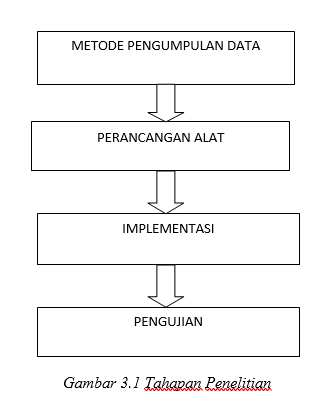 METODE PENGUMPULAN DATA
PERANCANGAN ALAT
IMPLEMENTASI
PENGUJIAN
Gambar 3.1 Tahapan Penelitian